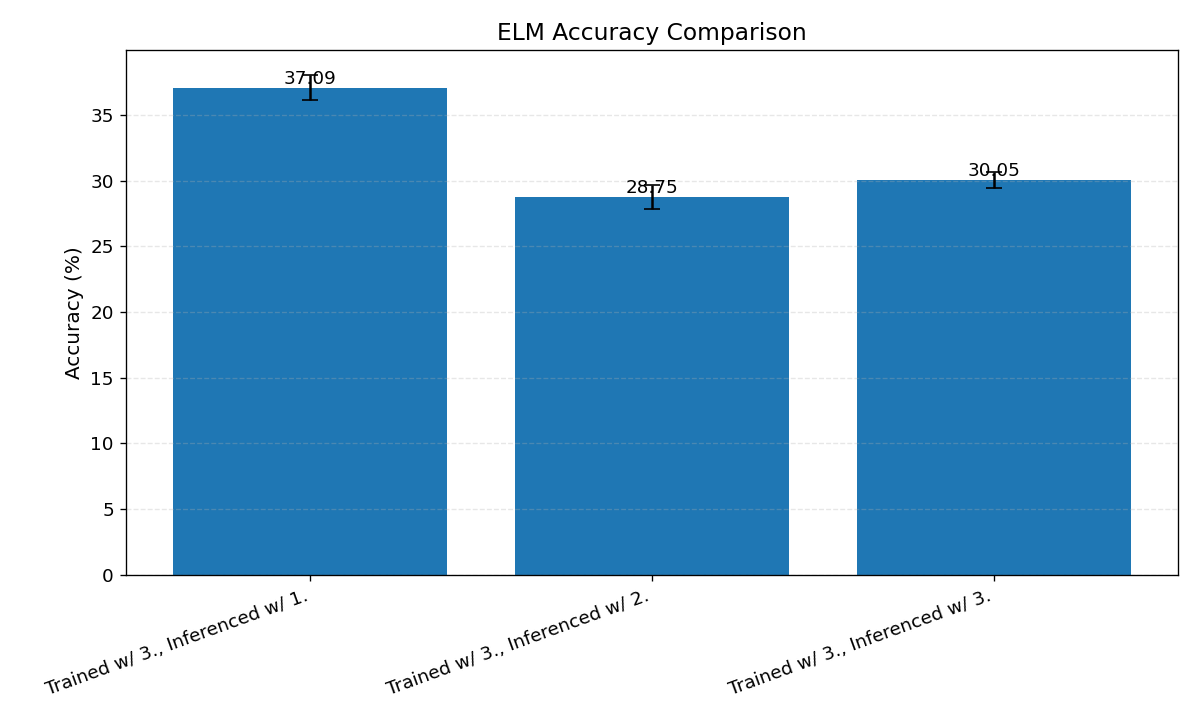 ELM Accuracy Comparison
Accuracy (%)
35
30
25
20
15
10
5
0
37.09
28.75
30.05
Trained w/ 3., Inferenced w/ 1.
Trained w/ 3., Inferenced w/ 2.
Trained w/ 3., Inferenced w/ 3.